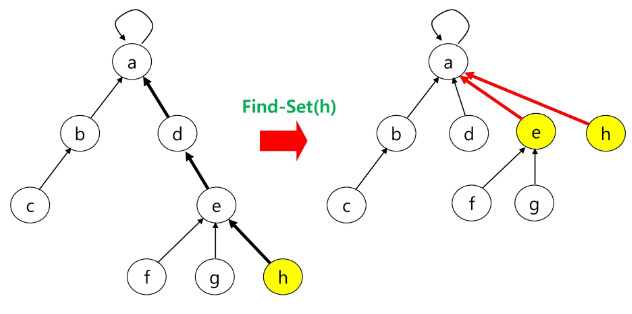 a a
Find-Set(h)
b d b d e h
c e c f g
f g h